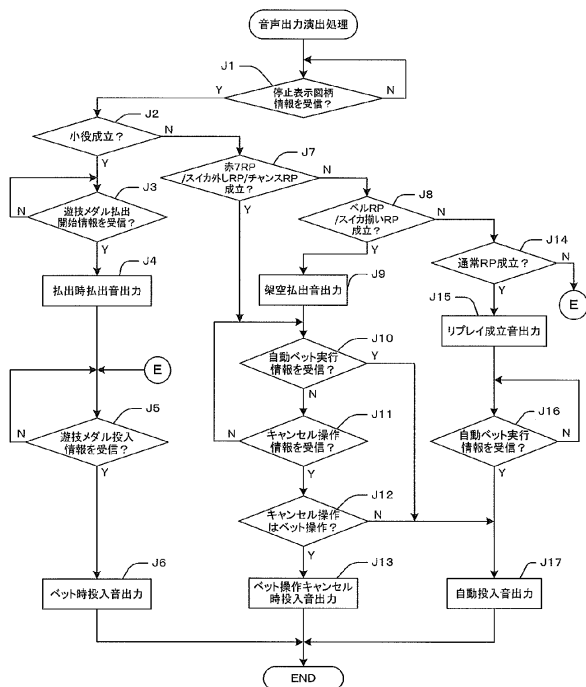 音声出力演出処理
J1
停止表示図柄
情報を受信?
Y
N
J2
小役成立?
N
Y
J7
赤7RP
/スイカ外しRP/チャンスRP
成立?
N
Y
J3
遊技メダル払出
開始情報を受信?
N
Y
J8
ベルRP
/スイカ揃いRP
成立?
N
Y
J14
通常RP成立?
N
Y
E
J4
払出時払出音出力
J9
架空払出音出力
J15
リプレイ成立音出力
E
J10
自動ベット実行
情報を受信?
Y
N
J5
遊技メダル投入
情報を受信?
N
Y
J11
キャンセル操作
情報を受信?
N
Y
J16
自動ベット実行
情報を受信?
N
Y
J12
キャンセル操作
はベット操作?
N
Y
J6
ベット時投入音出力
J13
ベット操作キャンセル
時投入音出力
J17
自動投入音出力
END